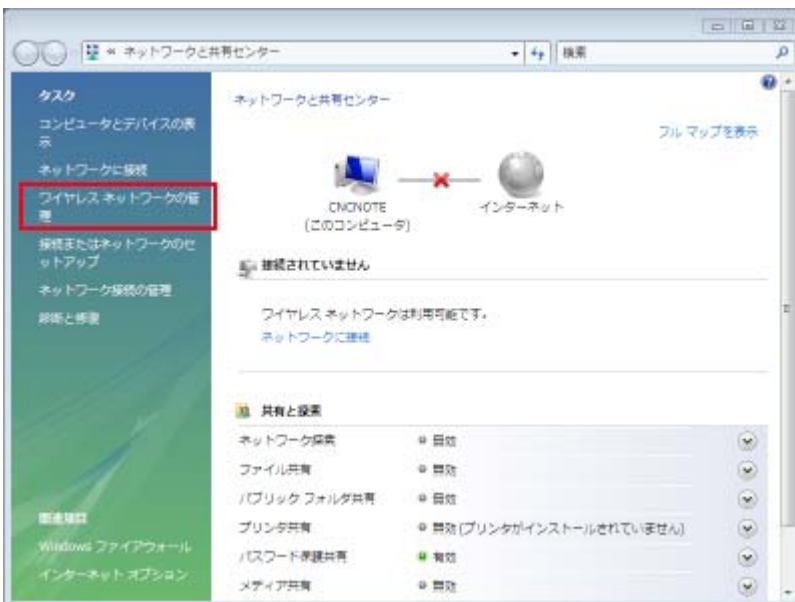 ネットワークと共有センター
検索
タスク
コンピュータとデバイスの表
示
ネットワークに接続
ワイヤレス ネットワークの管
理
接続またはネットワークのセ
ットアップ
ネットワーク接続の管理
診断と修復
関連項目
Windows ファイアウォール
インターネット オプション
ネットワークと共有センター
フル マップを表示
CNCNOTE
(このコンピュータ)
インターネット
接続されていません
ワイヤレス ネットワークは利用可能です。
ネットワークに接続
共有と探索
ネットワーク探索 無効
ファイル共有 無効
パブリック フォルダ共有 無効
プリンタ共有 無効 (プリンタがインストールされていません)
パスワード保護共有 有効
メディア共有 無効